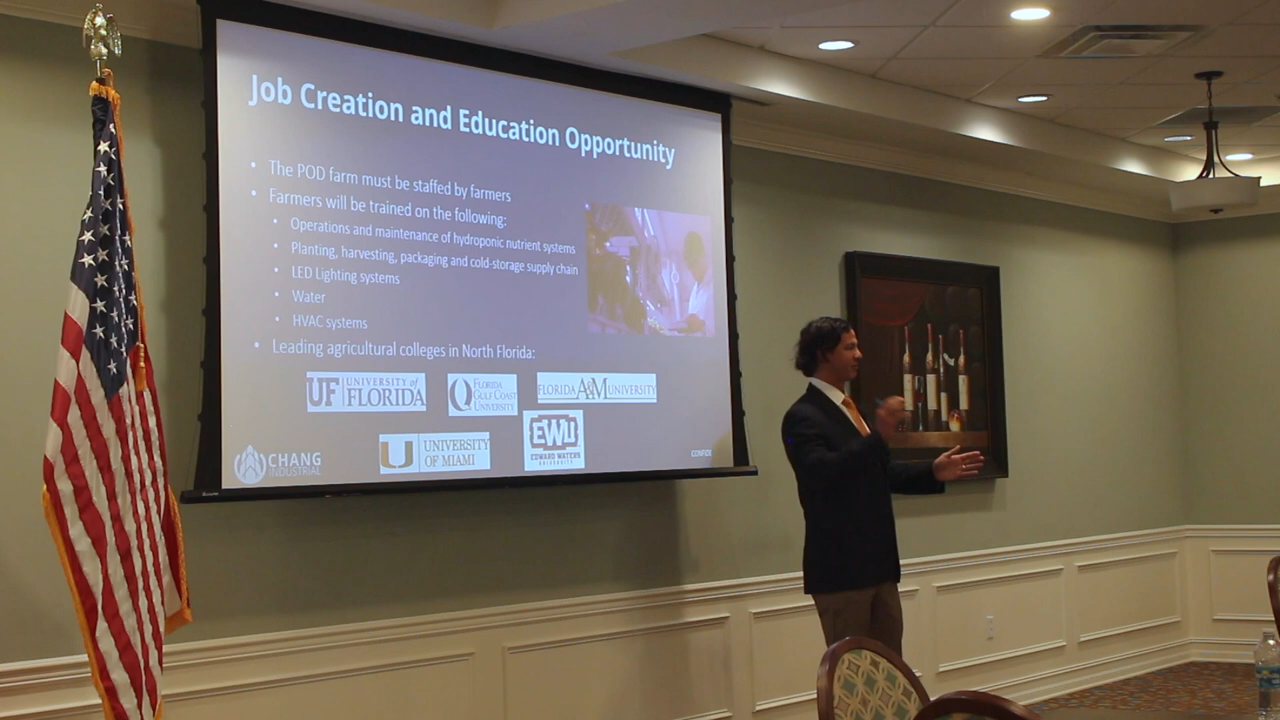 Job Creation and Education Opportunity
• The POD farm must be staffed by farmers
• Farmers will be trained on the following:
• Operations and maintenance of hydroponic nutrient systems
• Planting, harvesting, packaging and cold-storage supply chain
• LED Lighting systems
• Water
• HVAC systems
• Leading agricultural colleges in North Florida:
UF UNIVERSITY of
FLORIDA
FLORIDA
GULF COAST
UNIVERSITY
FLORIDA A&M UNIVERSITY
U UNIVERSITY
OF MIAMI
EWU
EDWARD WATERS
UNIVERSITY
CHANG
INDUSTRIAL
CONFIDE